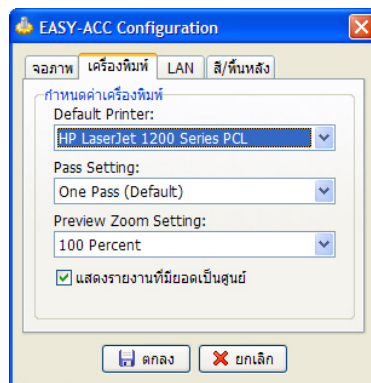 EASY-ACC Configuration
จอภาพ เครื่องพิมพ์ LAN สี/พื้นหลัง
กำหนดค่าเครื่องพิมพ์
Default Printer:
HP LaserJet 1200 Series PCL
Pass Setting:
One Pass (Default)
Preview Zoom Setting:
100 Percent
แสดงรายงานที่มียอดเป็นศูนย์
ตกลง ยกเลิก